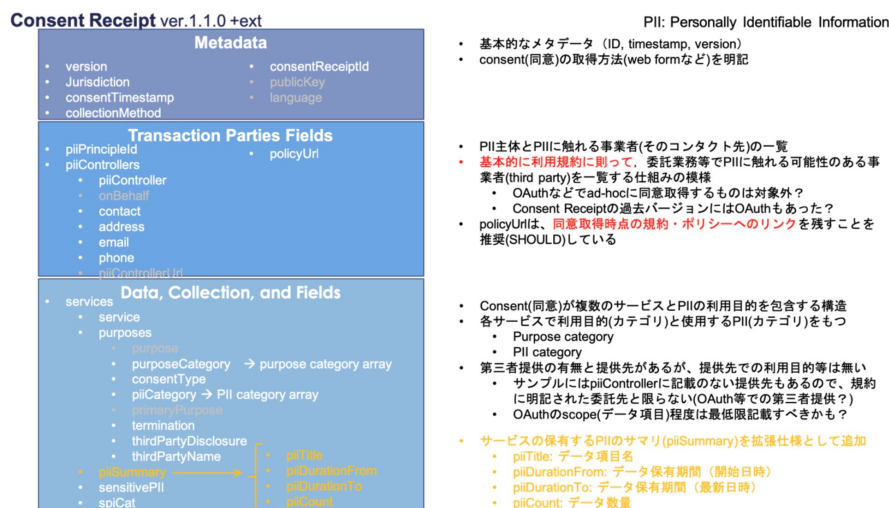 Consent Receipt ver.1.1.0 +ext
PII: Personally Identifiable Information
Metadata
• version
• Jurisdiction
• consentTimestamp
• collectionMethod
• consentReceiptId
• publicKey
• language
• 基本的なメタデータ（ID, timestamp, version）
• consent(同意)の取得方法(web formなど)を明記
Transaction Parties Fields
• piiPrincipleId
• piiControllers
• piiController
• onBehalf
• contact
• address
• email
• phone
• piiControllerUrl
• policyUrl
• PII主体とPIIに触れる事業者(そのコンタクト先)の一覧
• 基本的に利用規約に則って，委託業務等でPIIに触れる可能性のある事
業者(third party)を一覧する仕組みの模様
• OAuthなどでad-hocに同意取得するものは対象外？
• Consent Receiptの過去バージョンにはOAuthもあった？
• policyUrlは、同意取得時点の規約・ポリシーへのリンクを残すことを
推奨(SHOULD)している
Data, Collection, and Fields
• services
• service
• purposes
• purpose
• purposeCategory → purpose category array
• consentType
• piiCategory → PII category array
• primaryPurpose
• termination
• thirdPartyDisclosure
• thirdPartyName
• piiSummary
• sensitivePII
• spiCat
• piiTitle
• piiDurationFrom
• piiDurationTo
• piiCount
• Consent(同意)が複数のサービスとPIIの利用目的を包含する構造
• 各サービスで利用目的(カテゴリ)と使用するPII(カテゴリ)をもつ
• Purpose category
• PII category
• 第三者提供の有無と提供先があるが、提供先での利用目的等は無い
• サンプルにはpiiControllerに記載のない提供先もあるので、規約
に明記された委託先と限らない(OAuth等での第三者提供？)
• OAuthのscope(データ項目)程度は最低限記載すべきかも？
• サービスの保有するPIIのサマリ(piiSummary)を拡張仕様として追加
• piiTitle: データ項目名
• piiDurationFrom: データ保有期間（開始日時）
• piiDurationTo: データ保有期間（最新日時）
• piiCount: データ数量